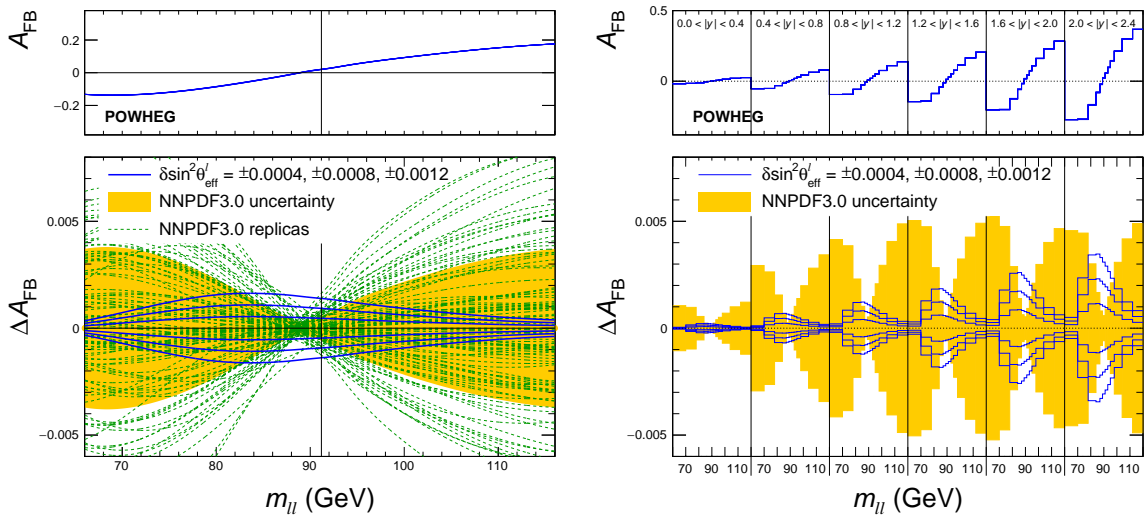 A_FB
0.2
0
−0.2
POWHEG
δsin²θˡ_eff = ±0.0004, ±0.0008, ±0.0012
NNPDF3.0 uncertainty
NNPDF3.0 replicas
ΔA_FB
0.005
0
−0.005
70 80 90 100 110
m_ll (GeV)
A_FB
0.5
0
0.0 < |y| < 0.4 0.4 < |y| < 0.8 0.8 < |y| < 1.2 1.2 < |y| < 1.6 1.6 < |y| < 2.0 2.0 < |y| < 2.4
POWHEG
δsin²θˡ_eff = ±0.0004, ±0.0008, ±0.0012
NNPDF3.0 uncertainty
ΔA_FB
0.005
0
−0.005
70 90 110 70 90 110 70 90 110 70 90 110 70 90 110 70 90 110
m_ll (GeV)